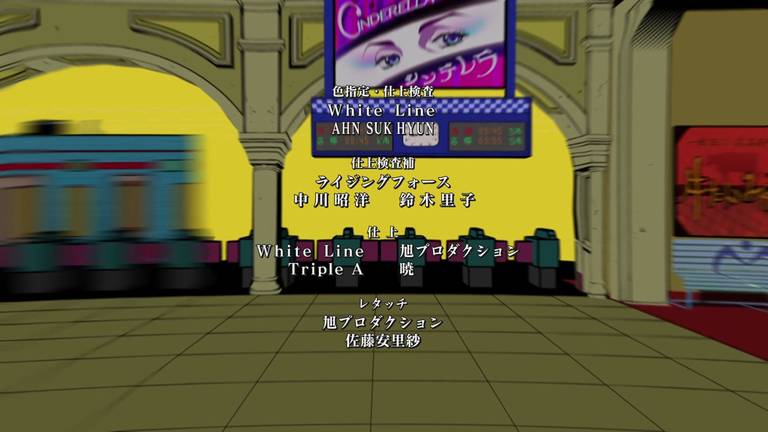 CINDERELLA
ンデレラ
色指定・仕上検査
White Line
AHN SUK HYUN
仕上検査補
ライジングフォース
中川昭洋 鈴木里子
仕上
White Line 旭プロダクション
Triple A 暁
レタッチ
旭プロダクション
佐藤安里紗